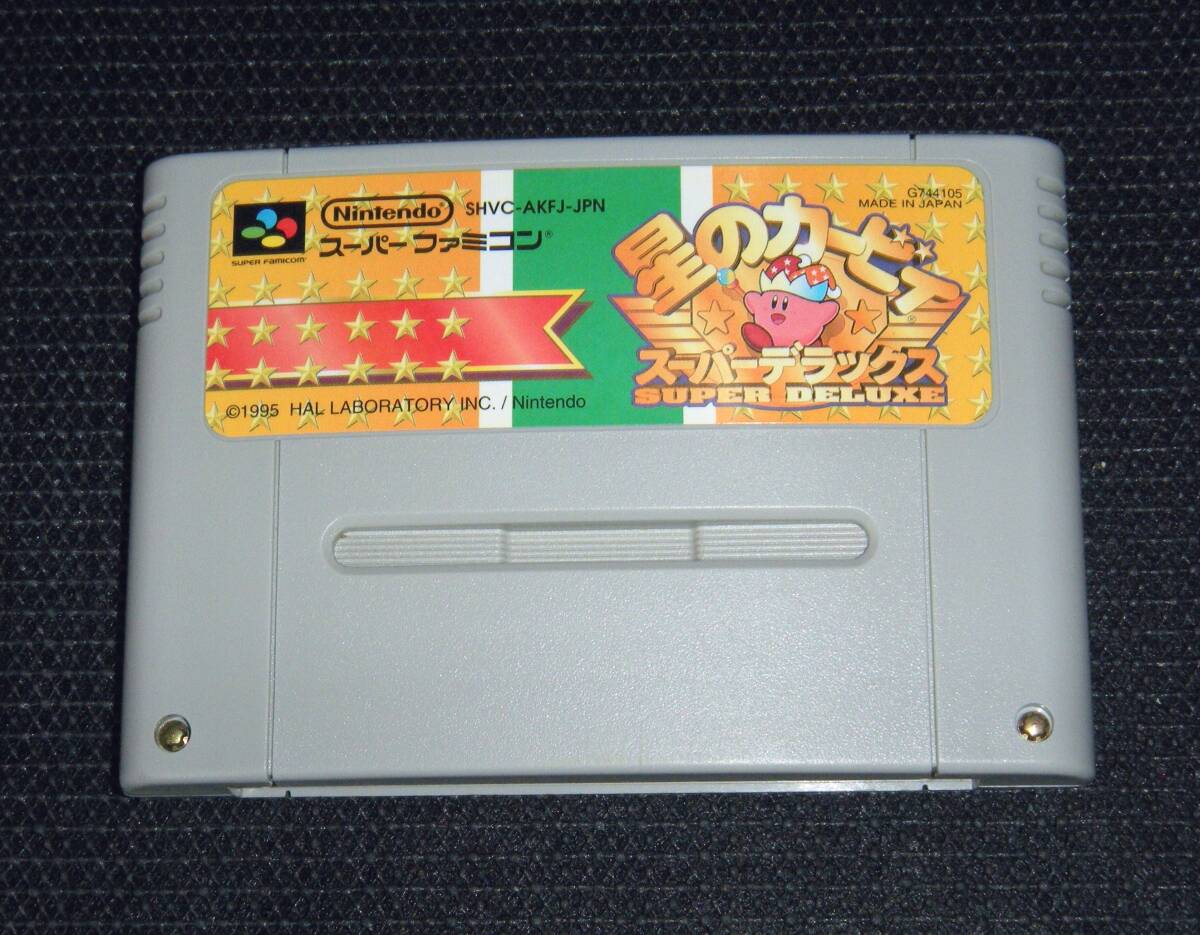 Nintendo®
SHVC-AKFJ-JPN
スーパーファミコン®
SUPER FAMICOM™
G744105
MADE IN JAPAN
星のカービィ®
スーパーデラックス
SUPER DELUXE
©1995 HAL LABORATORY INC. / Nintendo